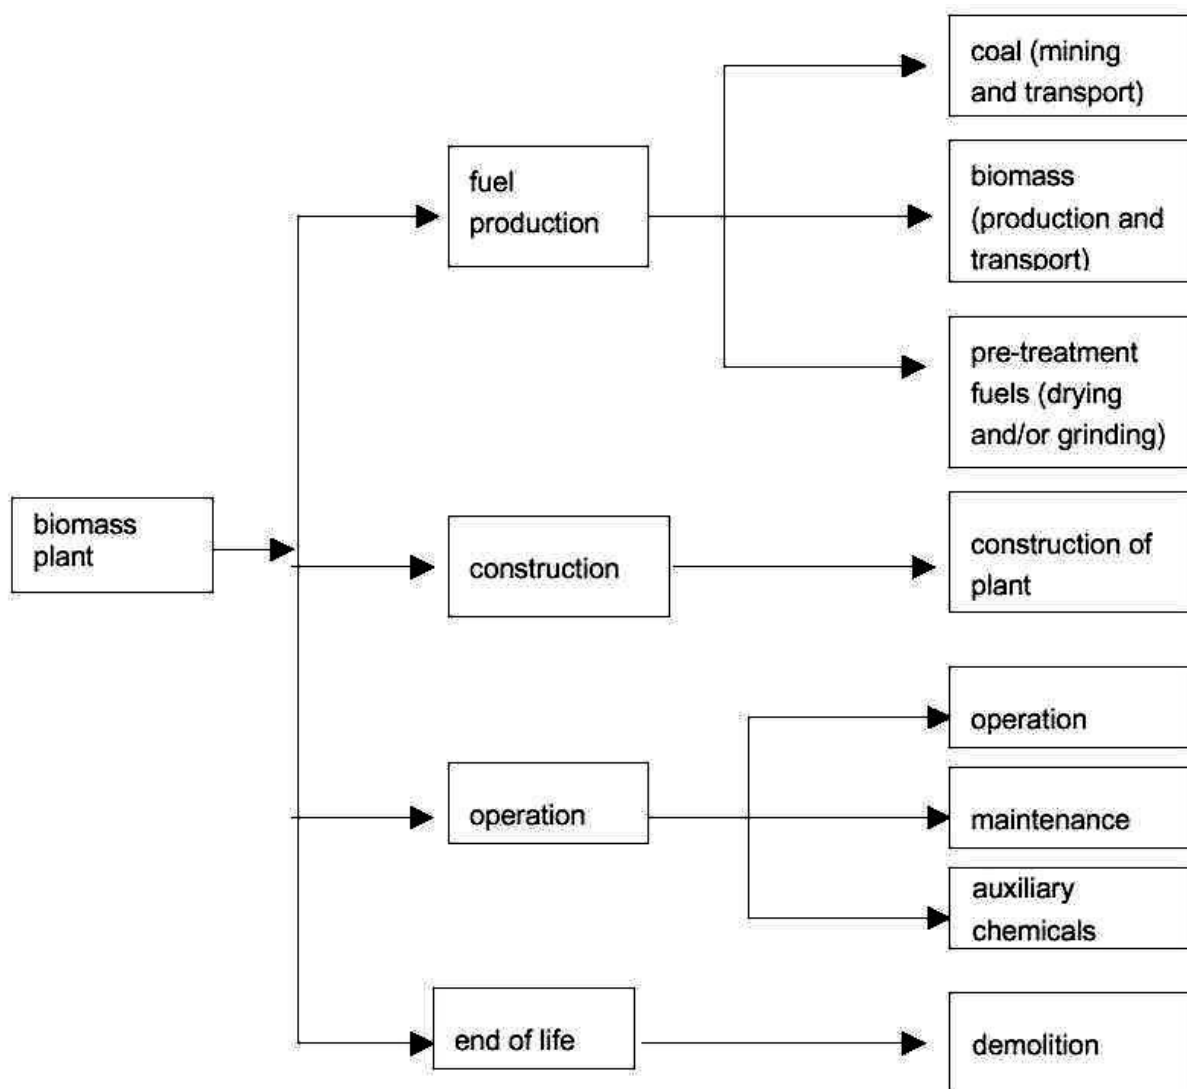 coal (mining
and transport)
fuel
production
biomass
(production and
transport)
pre-treatment
fuels (drying
and/or grinding)
biomass
plant
construction
construction of
plant
operation
operation
maintenance
auxiliary
chemicals
end of life
demolition